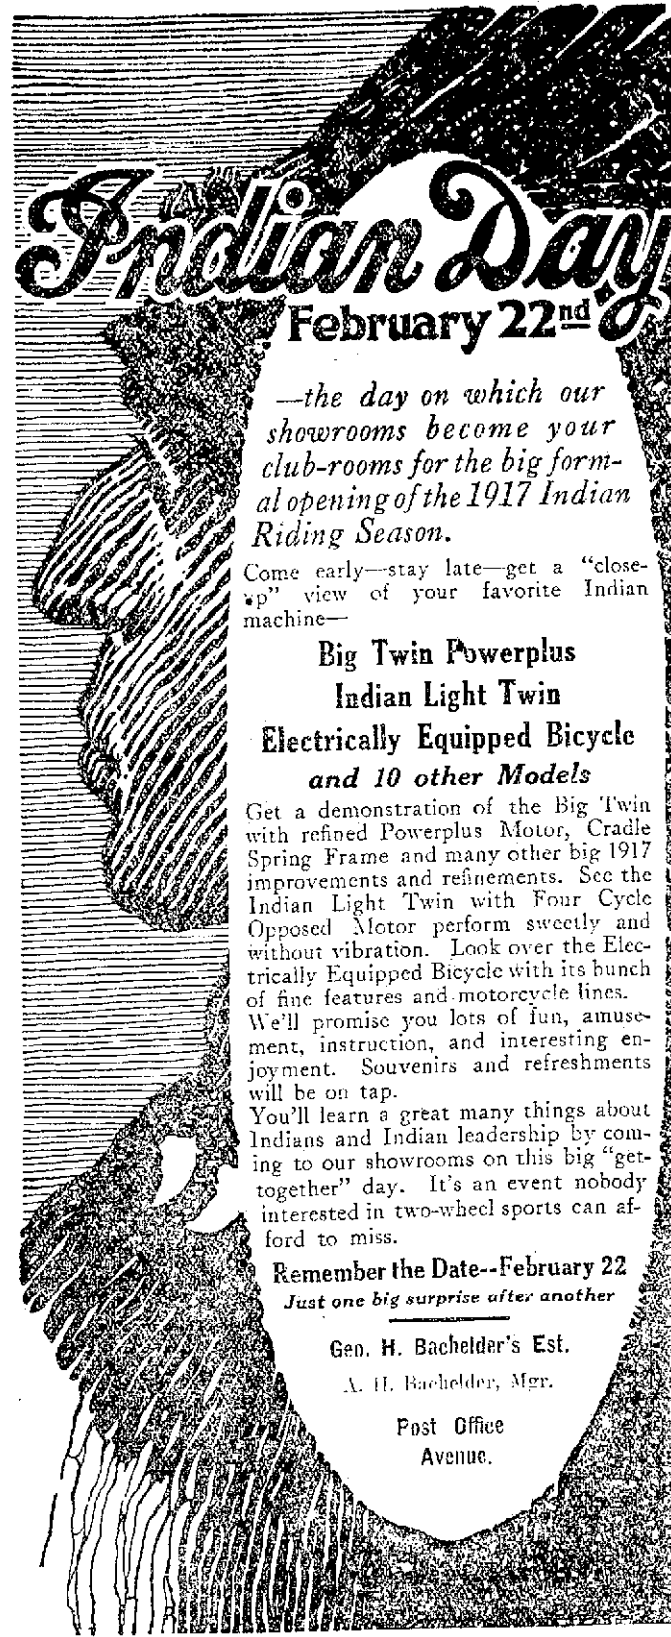 Indian Day
February 22nd
—the day on which our
showrooms become your
club-rooms for the big form-
al opening of the 1917 Indian
Riding Season.
Come early—stay late—get a "close-
up" view of your favorite Indian
machine—
Big Twin Powerplus
Indian Light Twin
Electrically Equipped Bicycle
and 10 other Models
Get a demonstration of the Big Twin
with refined Powerplus Motor, Cradle
Spring Frame and many other big 1917
improvements and refinements. See the
Indian Light Twin with Four Cycle
Opposed Motor perform sweetly and
without vibration. Look over the Elec-
trically Equipped Bicycle with its bunch
of fine features and motorcycle lines.
We'll promise you lots of fun, amuse-
ment, instruction, and interesting en-
joyment. Souvenirs and refreshments
will be on tap.
You'll learn a great many things about
Indians and Indian leadership by com-
ing to our showrooms on this big "get-
together" day. It's an event nobody
interested in two-wheel sports can af-
ford to miss.
Remember the Date--February 22
Just one big surprise after another
Geo. H. Bachelder's Est.
A. H. Bachelder, Mgr.
Post Office
Avenue.